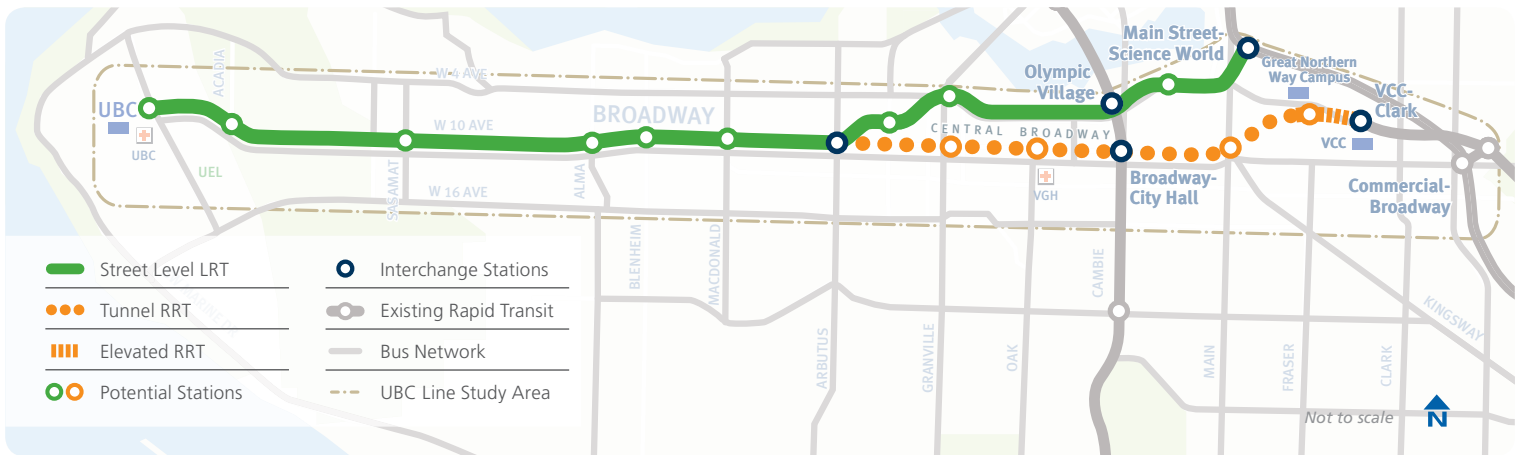 Main Street-
Science World
Great Northern
Way Campus
Olympic
Village
VCC-
Clark
ACADIA
W 4 AVE
UBC
BROADWAY
W 10 AVE
CENTRAL BROADWAY
UBC
VCC
UEL
SASAMAT
W 16 AVE
ALMA
VGH
Broadway-
City Hall
Commercial-
Broadway
BLENHEIM
MACDONALD
CAMBIE
Street Level LRT
Interchange Stations
Tunnel RRT
Existing Rapid Transit
Elevated RRT
Bus Network
Potential Stations
UBC Line Study Area
ARBUTUS
GRANVILLE
OAK
MAIN
FRASER
CLARK
KINGSWAY
Not to scale
N